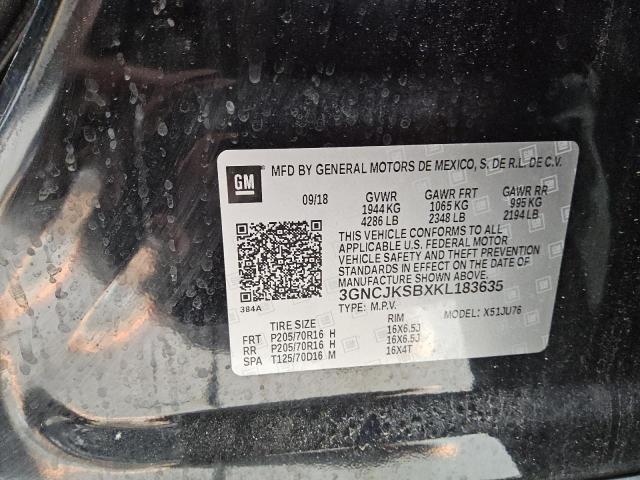 GM
MFD BY GENERAL MOTORS DE MEXICO, S. DE R.L. DE C.V.
09/18 GVWR GAWR FRT GAWR RR
1944 KG 1065 KG 995 KG
4286 LB 2348 LB 2194 LB
THIS VEHICLE CONFORMS TO ALL
APPLICABLE U.S. FEDERAL MOTOR
VEHICLE SAFETY AND THEFT PREVENTION
STANDARDS IN EFFECT ON THE DATE OF
MANUFACTURE SHOWN ABOVE.
3GNCJKSBXKL183635
384A
TYPE: M.P.V. MODEL: X51JU76
TIRE SIZE RIM
FRT P205/70R16 H 16X6.5J
RR P205/70R16 H 16X6.5J
SPA T125/70D16 M 16X4T